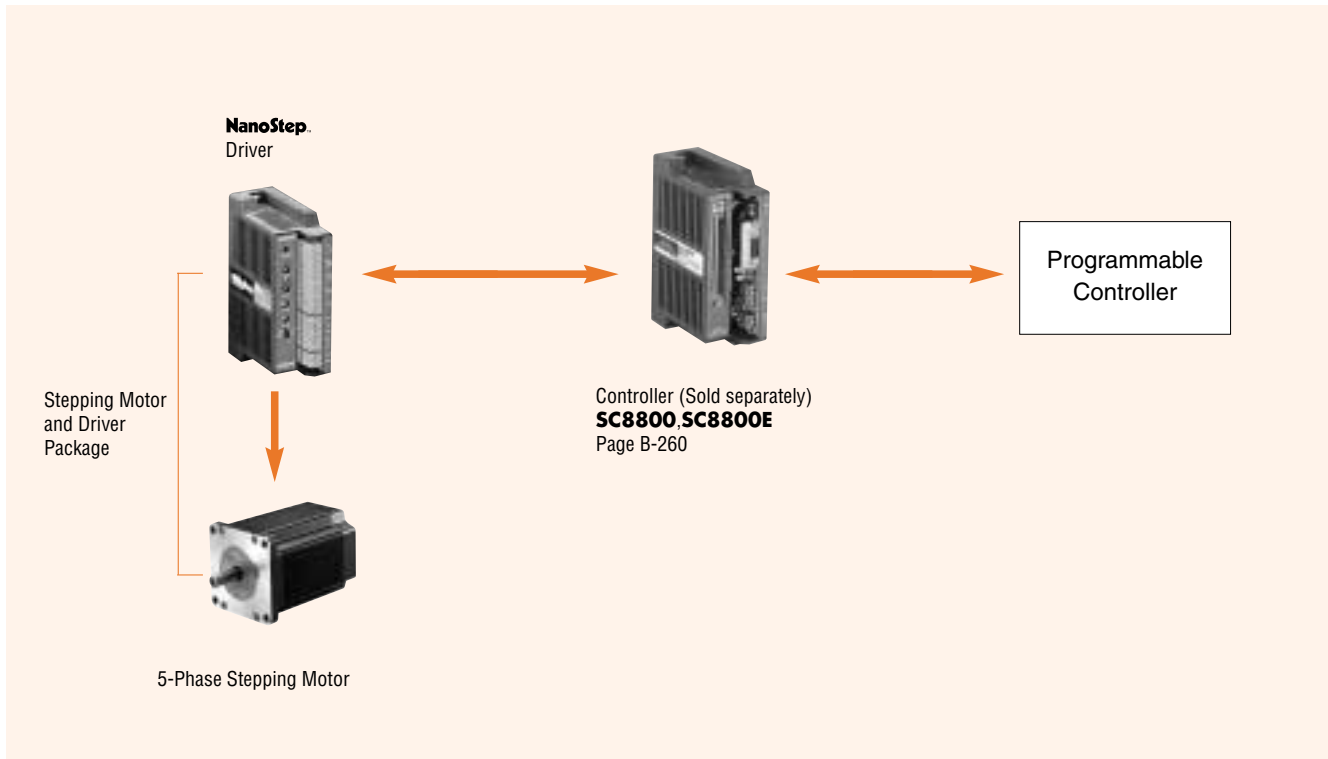 NanoStep™
Driver
Programmable
Controller
Stepping Motor
and Driver
Package
Controller (Sold separately)
SC8800,SC8800E
Page B-260
5-Phase Stepping Motor